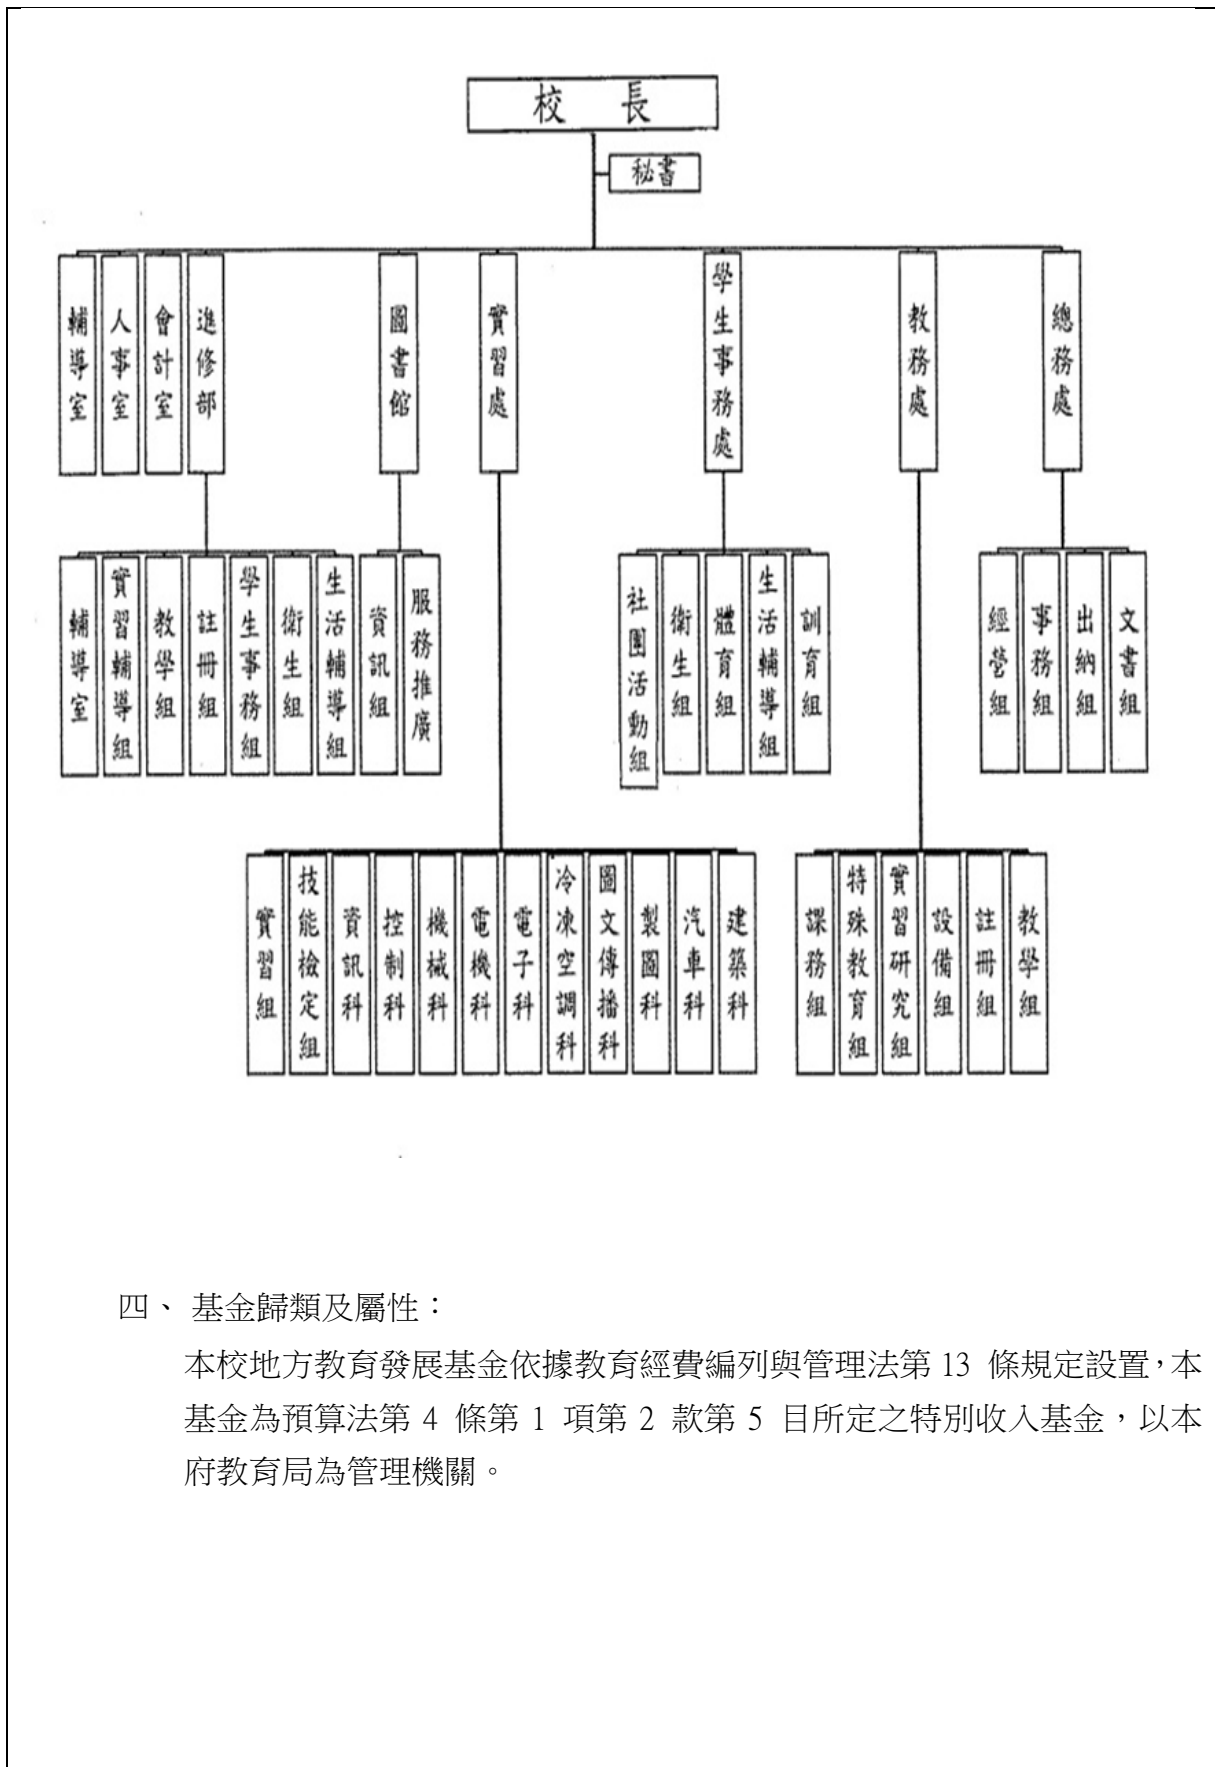 校長
秘書
輔導室
人事室
會計室
進修部
圖書館
實習處
學生事務處
教務處
總務處
輔導室
實習輔導組
教學組
註冊組
學生事務組
衛生組
生活輔導組
資訊組
服務推廣
社團活動組
衛生組
體育組
生活輔導組
訓育組
經營組
事務組
出納組
文書組
實習組
技能檢定組
資訊科
控制科
機械科
電機科
電子科
冷凍空調科
圖文傳播科
製圖科
汽車科
建築科
課務組
特殊教育組
實習研究組
設備組
註冊組
教學組
四、 基金歸類及屬性：
本校地方教育發展基金依據教育經費編列與管理法第 13 條規定設置，本
基金為預算法第 4 條第 1 項第 2 款第 5 目所定之特別收入基金，以本
府教育局為管理機關。